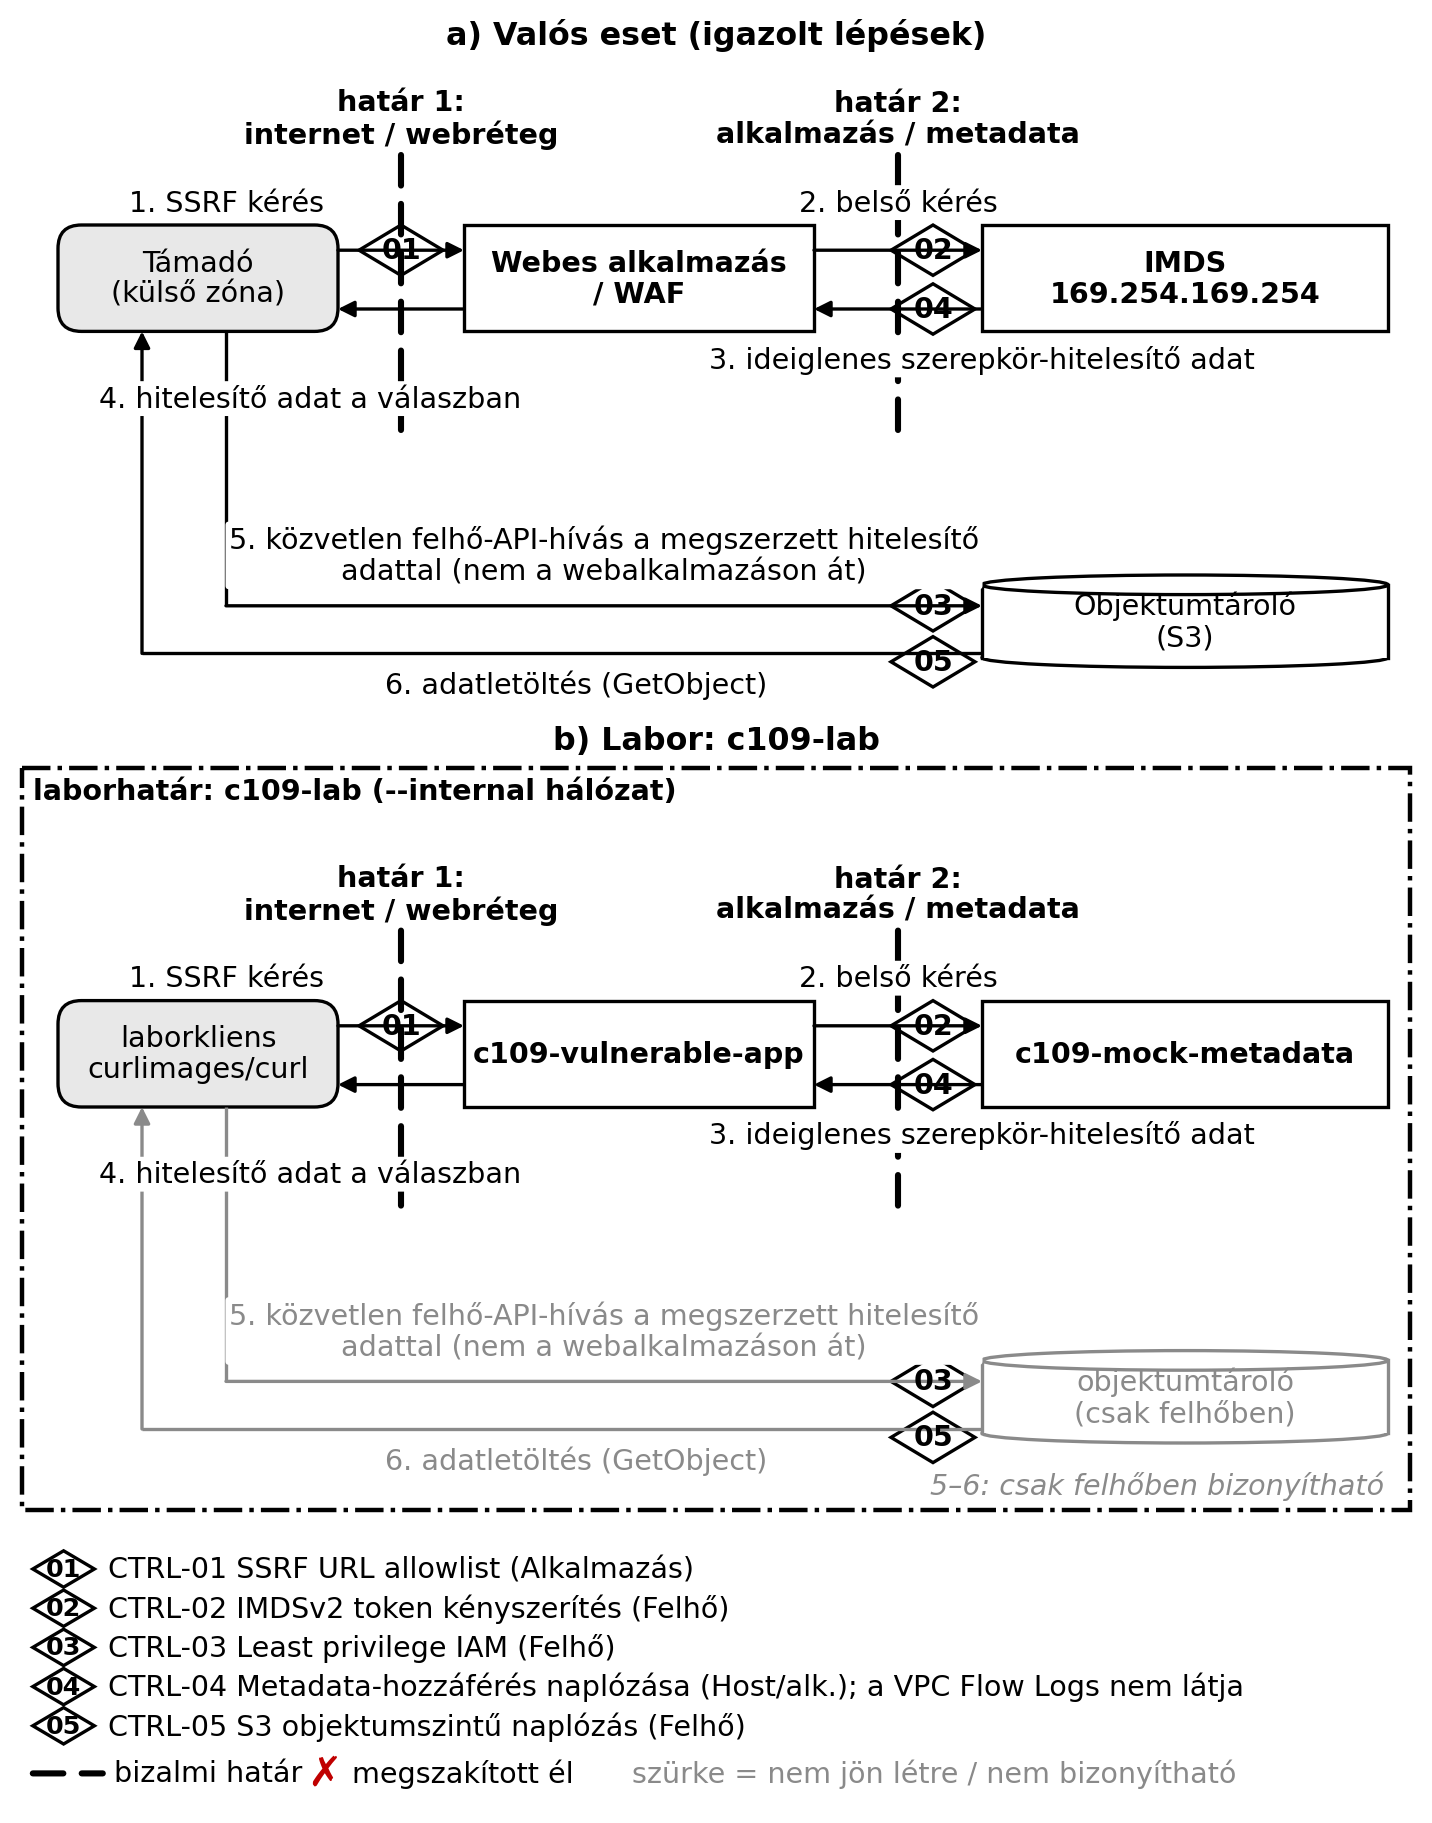 a) Valós eset (igazolt lépések)
határ 1:
internet / webréteg
határ 2:
alkalmazás / metadata
1. SSRF kérés
2. belső kérés
Támadó
(külső zóna)
01
Webes alkalmazás
/ WAF
02
04
IMDS
169.254.169.254
3. ideiglenes szerepkör-hitelesítő adat
4. hitelesítő adat a válaszban
5. közvetlen felhő-API-hívás a megszerzett hitelesítő
adattal (nem a webalkalmazáson át)
03
Objektumtároló
(S3)
05
6. adatletöltés (GetObject)
b) Labor: c109-lab
laborhatár: c109-lab (--internal hálózat)
határ 1:
internet / webréteg
határ 2:
alkalmazás / metadata
1. SSRF kérés
2. belső kérés
laborkliens
curlimages/curl
01
c109-vulnerable-app
02
04
c109-mock-metadata
3. ideiglenes szerepkör-hitelesítő adat
4. hitelesítő adat a válaszban
5. közvetlen felhő-API-hívás a megszerzett hitelesítő
adattal (nem a webalkalmazáson át)
03
objektumtároló
(csak felhőben)
05
6. adatletöltés (GetObject)
5–6: csak felhőben bizonyítható
01 CTRL-01 SSRF URL allowlist (Alkalmazás)
02 CTRL-02 IMDSv2 token kényszerítés (Felhő)
03 CTRL-03 Least privilege IAM (Felhő)
04 CTRL-04 Metadata-hozzáférés naplózása (Host/alk.); a VPC Flow Logs nem látja
05 CTRL-05 S3 objektumszintű naplózás (Felhő)
bizalmi határ ✗ megszakított él szürke = nem jön létre / nem bizonyítható